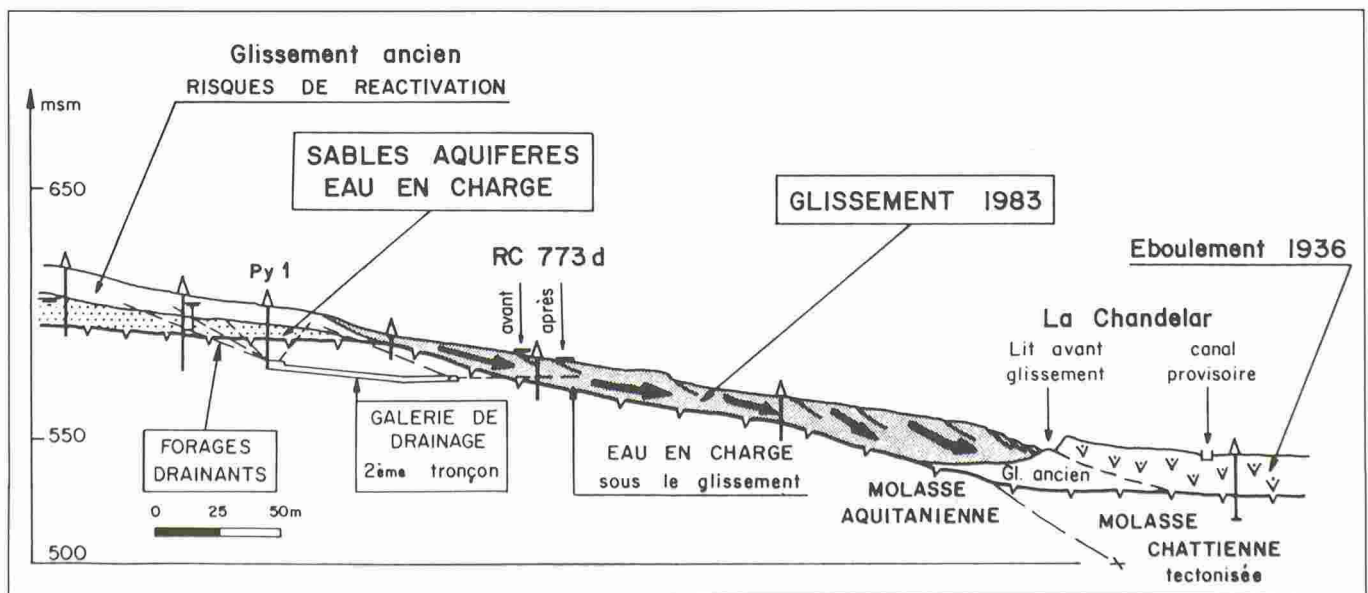 Glissement ancien
RISQUES DE REACTIVATION
msm
650
550
500
SABLES AQUIFERES
EAU EN CHARGE
GLISSEMENT 1983
Eboulement 1936
Py 1
RC 773 d
avant
après
La Chandelar
Lit avant
glissement
canal
provisoire
FORAGES
DRAINANTS
GALERIE DE
DRAINAGE
2ème tronçon
EAU EN CHARGE
sous le glissement
Gl. ancien
MOLASSE
AQUITANIENNE
MOLASSE
CHATTIENNE
tectonisée
0 25 50m